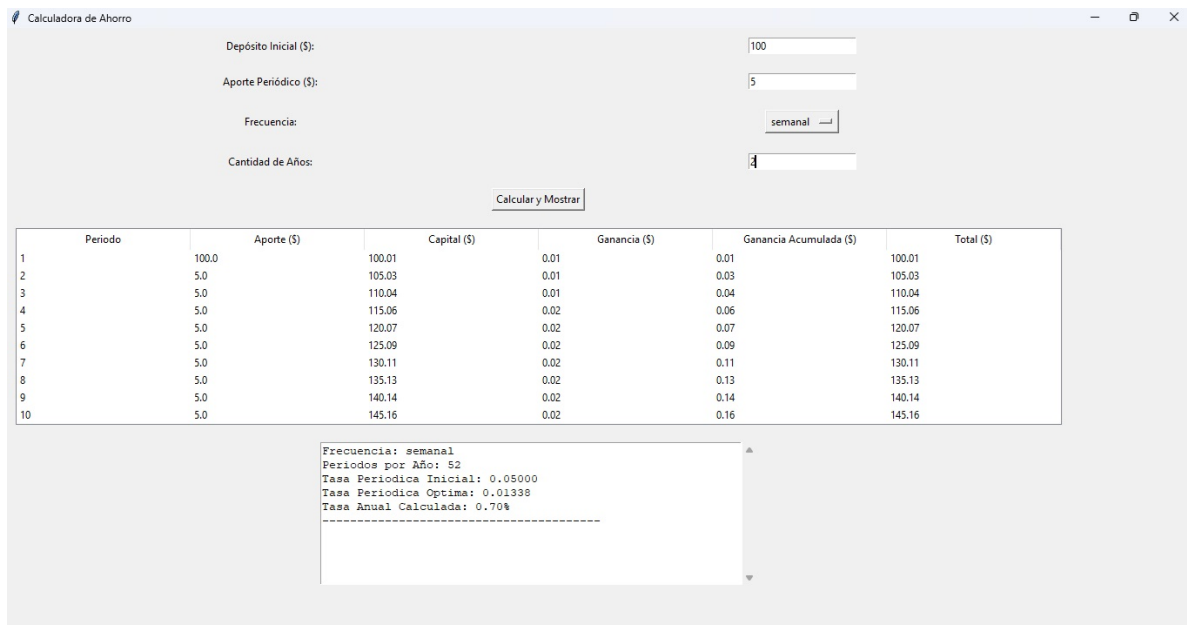 Calculadora de Ahorro
Depósito Inicial ($): 100
Aporte Periódico ($): 5
Frecuencia: semanal
Cantidad de Años: 2
Calcular y Mostrar
Periodo Aporte ($) Capital ($) Ganancia ($) Ganancia Acumulada ($) Total ($)
1 100.0 100.01 0.01 0.01 100.01
2 5.0 105.03 0.01 0.03 105.03
3 5.0 110.04 0.01 0.04 110.04
4 5.0 115.06 0.02 0.06 115.06
5 5.0 120.07 0.02 0.07 120.07
6 5.0 125.09 0.02 0.09 125.09
7 5.0 130.11 0.02 0.11 130.11
8 5.0 135.13 0.02 0.13 135.13
9 5.0 140.14 0.02 0.14 140.14
10 5.0 145.16 0.02 0.16 145.16
Frecuencia: semanal
Periodos por Año: 52
Tasa Periodica Inicial: 0.05000
Tasa Periodica Optima: 0.01338
Tasa Anual Calculada: 0.70%
----------------------------------------